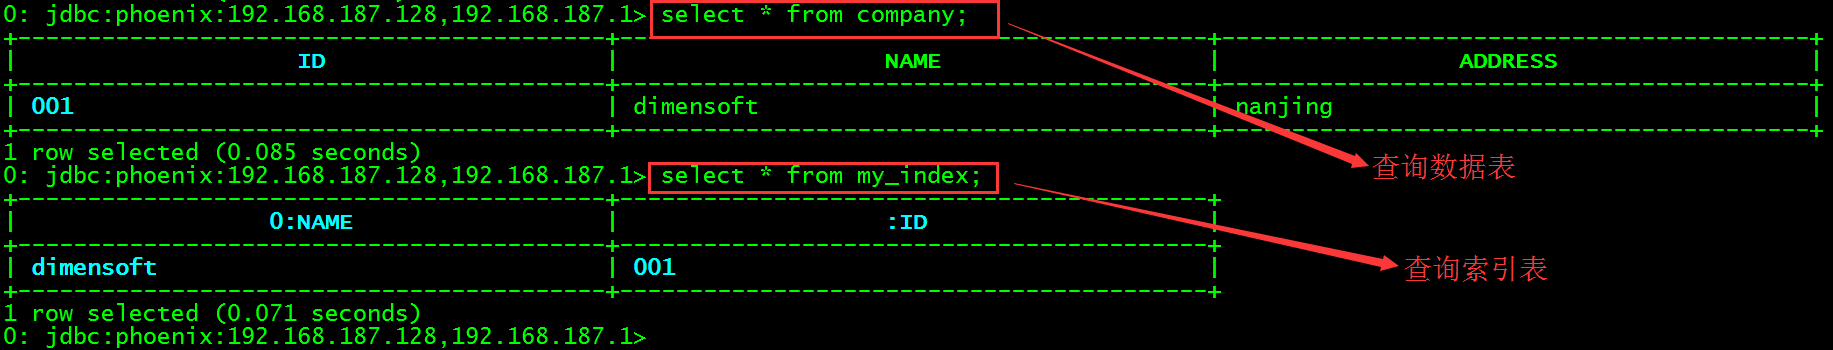 0: jdbc:phoenix:192.168.187.128,192.168.187.1> select * from company;
ID NAME ADDRESS
001 dimensoft nanjing
1 row selected (0.085 seconds)
查询数据表
0: jdbc:phoenix:192.168.187.128,192.168.187.1> select * from my_index;
0:NAME :ID
dimensoft 001
查询索引表
1 row selected (0.071 seconds)
0: jdbc:phoenix:192.168.187.128,192.168.187.1>